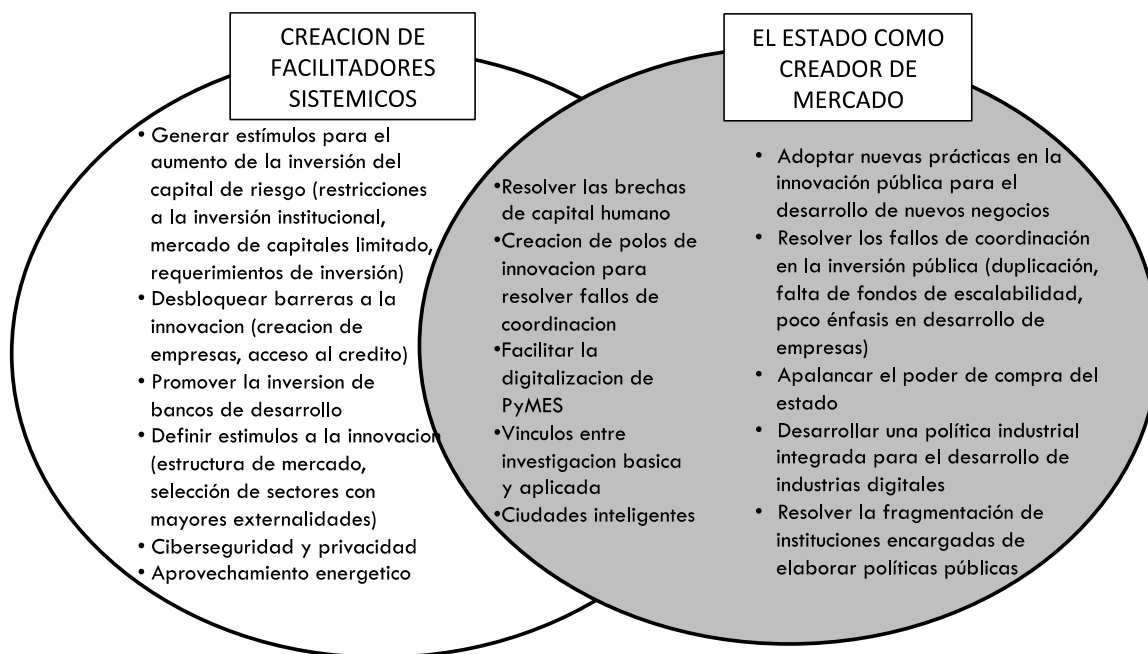 CREACION DE
FACILITADORES
SISTEMICOS
• Generar estímulos para el
aumento de la inversión del
capital de riesgo (restricciones
a la inversión institucional,
mercado de capitales limitado,
requerimientos de inversión)
• Desbloquear barreras a la
innovacion (creacion de
empresas, acceso al credito)
• Promover la inversion de
bancos de desarrollo
• Definir estimulos a la innovacion
(estructura de mercado,
selección de sectores con
mayores externalidades)
• Ciberseguridad y privacidad
• Aprovechamiento energetico
•Resolver las brechas
de capital humano
•Creacion de polos de
innovacion para
resolver fallos de
coordinacion
•Facilitar la
digitalizacion de
PyMES
•Vinculos entre
investigacion basica
y aplicada
•Ciudades inteligentes
EL ESTADO COMO
CREADOR DE
MERCADO
• Adoptar nuevas prácticas en la
innovación pública para el
desarrollo de nuevos negocios
• Resolver los fallos de coordinación
en la inversión pública (duplicación,
falta de fondos de escalabilidad,
poco énfasis en desarrollo de
empresas)
• Apalancar el poder de compra del
estado
• Desarrollar una política industrial
integrada para el desarrollo de
industrias digitales
• Resolver la fragmentación de
instituciones encargadas de
elaborar políticas públicas